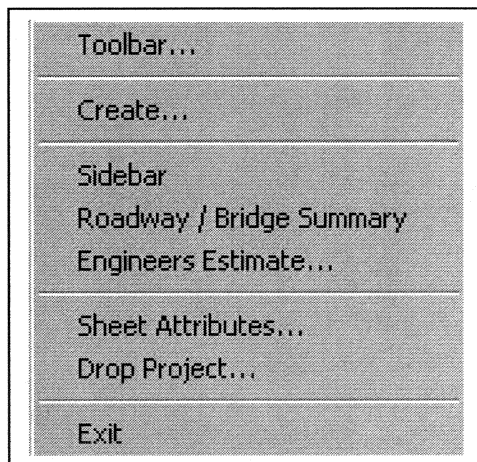 Toolbar...
Create...
Sidebar
Roadway / Bridge Summary
Engineers Estimate...
Sheet Attributes...
Drop Project...
Exit